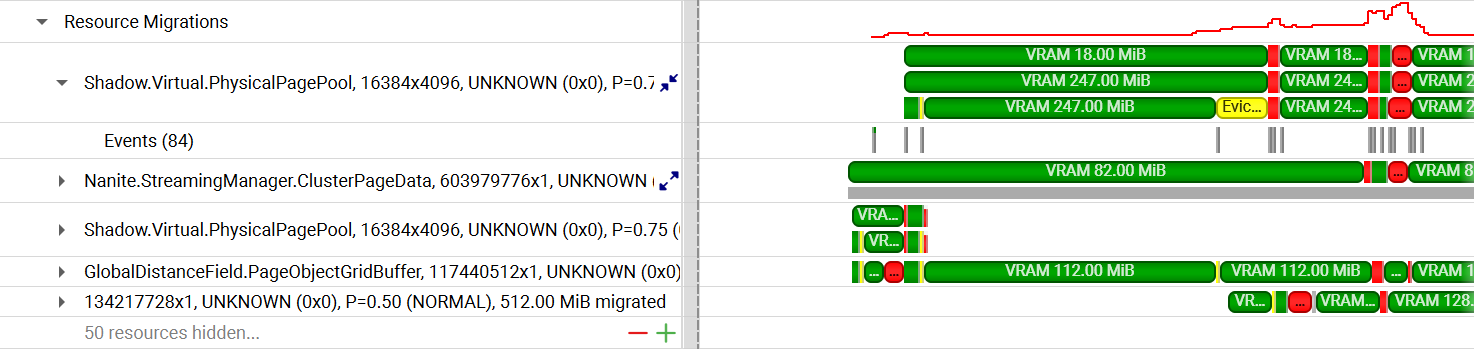 Resource Migrations
VRAM 18.00 MiB VRAM 18... VRAM 1
Shadow.Virtual.PhysicalPagePool, 16384x4096, UNKNOWN (0x0), P=0.7 VRAM 247.00 MiB VRAM 24... ... VRAM 2
VRAM 247.00 MiB Evic... VRAM 24... ... VRAM 2
Events (84)
Nanite.StreamingManager.ClusterPageData, 603979776x1, UNKNOWN ( VRAM 82.00 MiB ... VRAM 8
VRA...
Shadow.Virtual.PhysicalPagePool, 16384x4096, UNKNOWN (0x0), P=0.75 (
VR...
GlobalDistanceField.PageObjectGridBuffer, 117440512x1, UNKNOWN (0x0) ... ... VRAM 112.00 MiB VRAM 112.00 MiB ... VRAM 1
134217728x1, UNKNOWN (0x0), P=0.50 (NORMAL), 512.00 MiB migrated VR... ... VRAM... VRAM 128.
50 resources hidden...